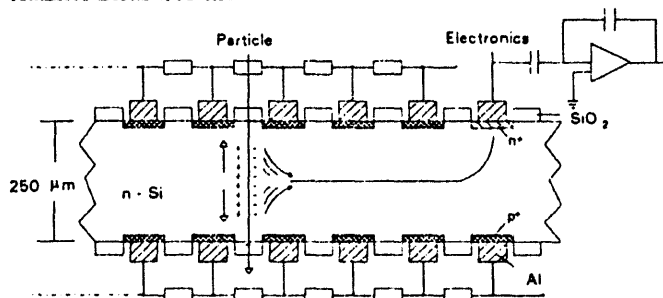 Particle
Electronics
SiO₂
n⁺
250 µm
n - Si
p⁺
Al